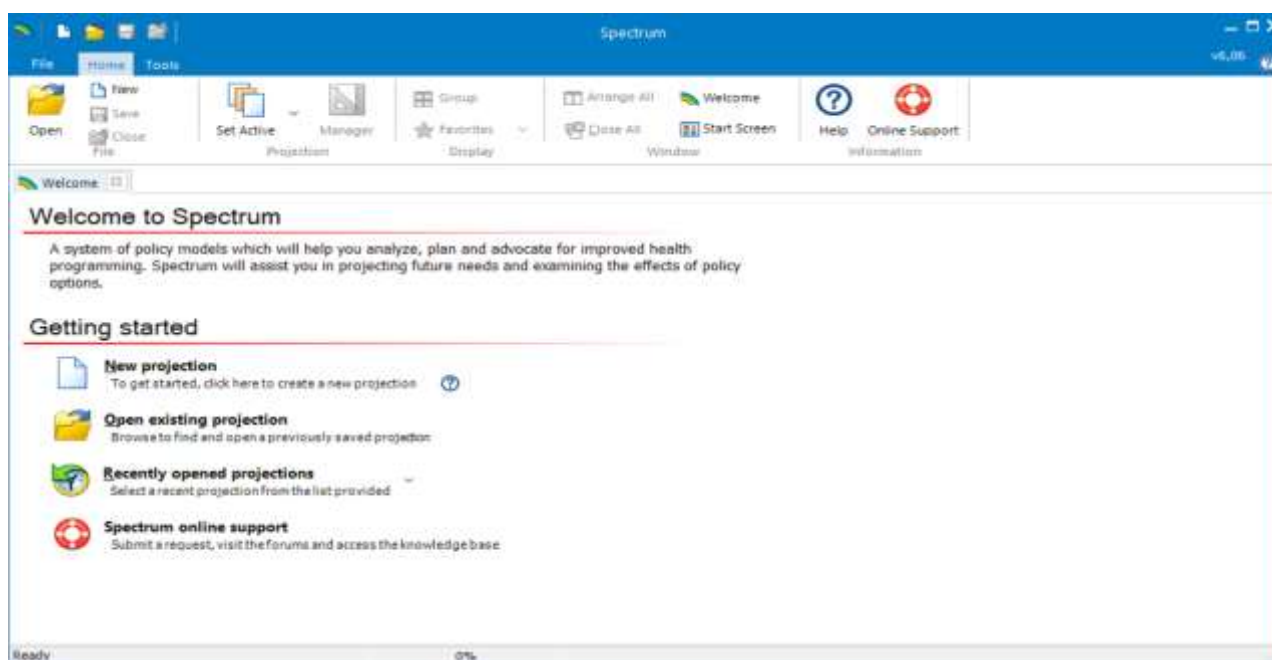 Spectrum
File Home Tools
v6.06
Open
New
Save
Close
File
Set Active
Manager
Projection
Group
Favorites
Display
Arrange All
Close All
Welcome
Start Screen
Window
Help
Online Support
Information
Welcome
Welcome to Spectrum
A system of policy models which will help you analyze, plan and advocate for improved health
programming. Spectrum will assist you in projecting future needs and examining the effects of policy
options.
Getting started
New projection
To get started, click here to create a new projection
Open existing projection
Browse to find and open a previously saved projection
Recently opened projections
Select a recent projection from the list provided
Spectrum online support
Submit a request, visit the forums and access the knowledge base
Ready 0%